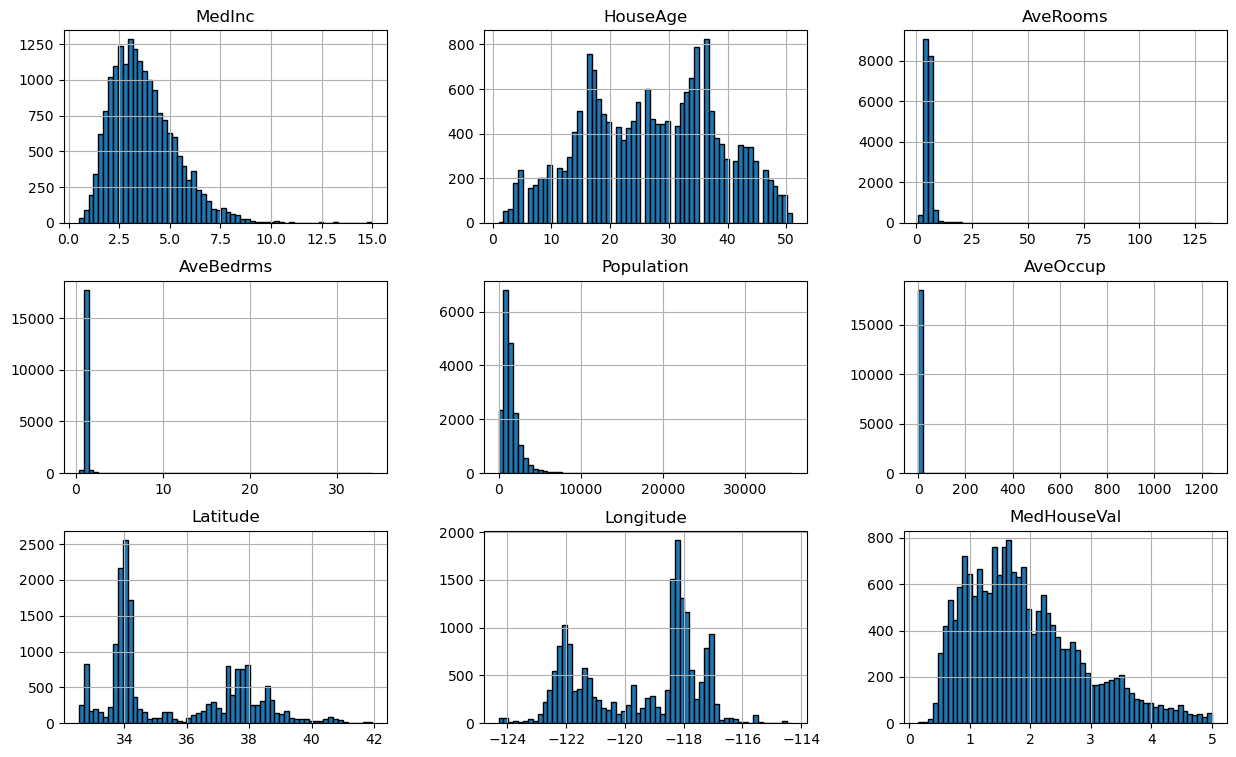 MedInc
HouseAge
AveRooms
1250
1000
750
500
250
0
0.0 2.5 5.0 7.5 10.0 12.5 15.0
800
600
400
200
0
0 10 20 30 40 50
8000
6000
4000
2000
0
0 25 50 75 100 125
AveBedrms
Population
AveOccup
15000
10000
5000
0
0 10 20 30
6000
4000
2000
0
0 10000 20000 30000
15000
10000
5000
0
0 200 400 600 800 1000 1200
Latitude
Longitude
MedHouseVal
2500
2000
1500
1000
500
0
34 36 38 40 42
2000
1500
1000
500
0
−124 −122 −120 −118 −116 −114
800
600
400
200
0
0 1 2 3 4 5